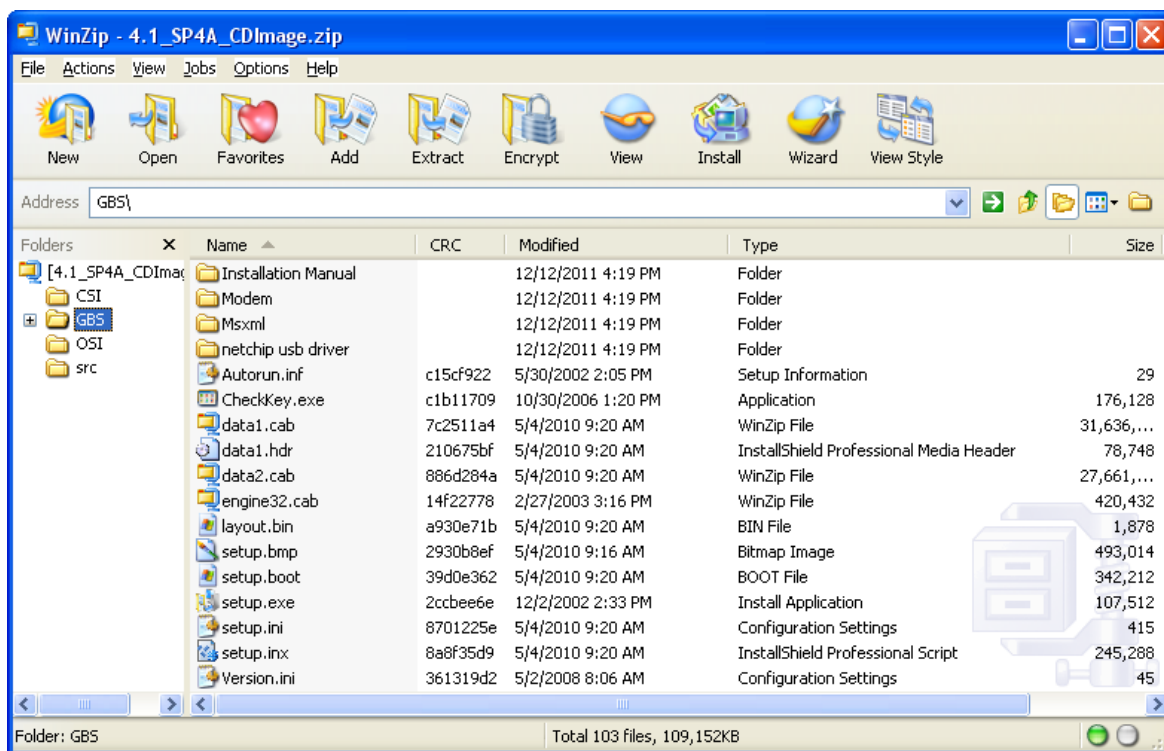 WinZip - 4.1_SP4A_CDImage.zip
File Actions View Jobs Options Help
New Open Favorites Add Extract Encrypt View Install Wizard View Style
Address GBS\
Folders x Name CRC Modified Type Size
[4.1_SP4A_CDImag Installation Manual 12/12/2011 4:19 PM Folder
CSI Modem 12/12/2011 4:19 PM Folder
GBS Msxml 12/12/2011 4:19 PM Folder
OSI netchip usb driver 12/12/2011 4:19 PM Folder
src Autorun.inf c15cf922 5/30/2002 2:05 PM Setup Information 29
CheckKey.exe c1b11709 10/30/2006 1:20 PM Application 176,128
data1.cab 7c2511a4 5/4/2010 9:20 AM WinZip File 31,636,...
data1.hdr 210675bf 5/4/2010 9:20 AM InstallShield Professional Media Header 78,748
data2.cab 886d284a 5/4/2010 9:20 AM WinZip File 27,661,...
engine32.cab 14f22778 2/27/2003 3:16 PM WinZip File 420,432
layout.bin a930e71b 5/4/2010 9:20 AM BIN File 1,878
setup.bmp 2930b8ef 5/4/2010 9:16 AM Bitmap Image 493,014
setup.boot 39d0e362 5/4/2010 9:20 AM BOOT File 342,212
setup.exe 2ccbee6e 12/2/2002 2:33 PM Install Application 107,512
setup.ini 8701225e 5/4/2010 9:20 AM Configuration Settings 415
setup.inx 8a8f35d9 5/4/2010 9:20 AM InstallShield Professional Script 245,288
Version.ini 361319d2 5/2/2008 8:06 AM Configuration Settings 45
Folder: GBS Total 103 files, 109,152KB